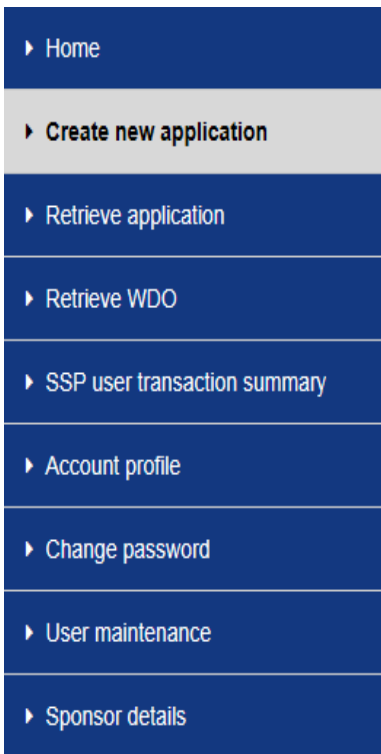 Home
Create new application
Retrieve application
Retrieve WDO
SSP user transaction summary
Account profile
Change password
User maintenance
Sponsor details